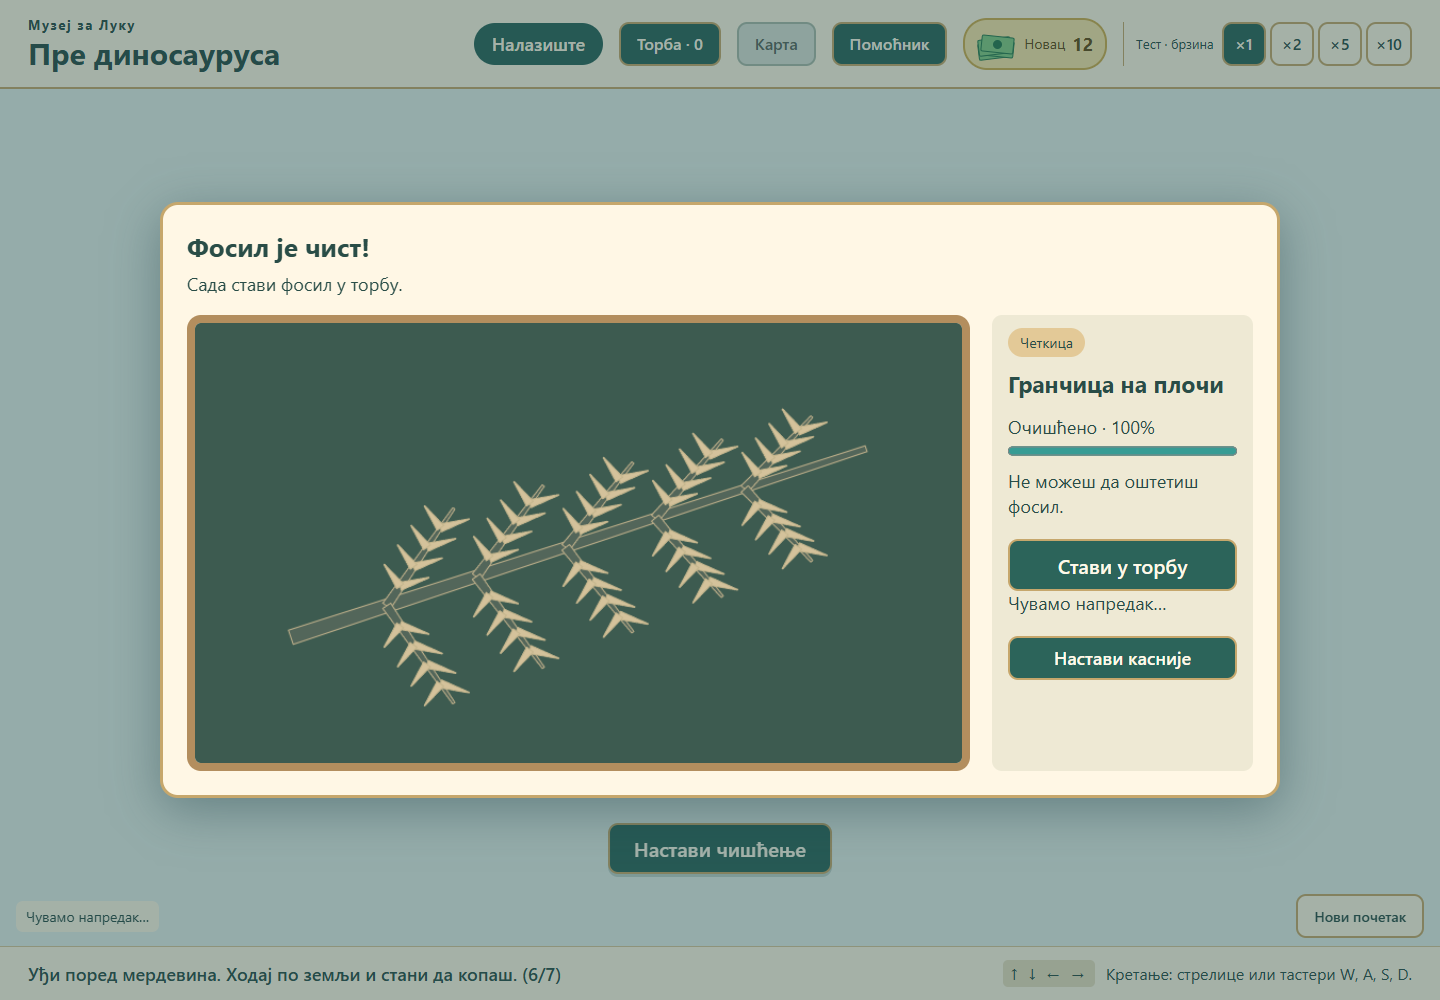 Музеј за Луку
Пре диносауруса
Налазиште
Торба · 0
Карта
Помоћник
Новац 12
Тест · брзина
×1
×2
×5
×10
Фосил је чист!
Сада стави фосил у торбу.
Четкица
Гранчица на плочи
Очишћено · 100%
Не можеш да оштетиш
фосил.
Стави у торбу
Чувамо напредак...
Настави касније
Настави чишћење
Чувамо напредак...
Нови почетак
Уђи поред мердевина. Ходај по земљи и стани да копаш. (6/7)
↑ ↓ ← → Кретање: стрелице или тастери W, A, S, D.